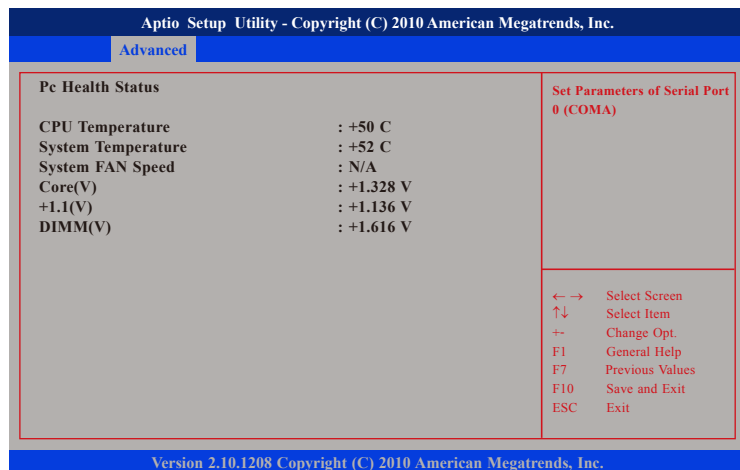 Aptio Setup Utility - Copyright (C) 2010 American Megatrends, Inc.
Advanced
Pc Health Status
CPU Temperature : +50 C
System Temperature : +52 C
System FAN Speed : N/A
Core(V) : +1.328 V
+1.1(V) : +1.136 V
DIMM(V) : +1.616 V
Set Parameters of Serial Port
0 (COMA)
←→ Select Screen
↑↓ Select Item
+- Change Opt.
F1 General Help
F7 Previous Values
F10 Save and Exit
ESC Exit
Version 2.10.1208 Copyright (C) 2010 American Megatrends, Inc.